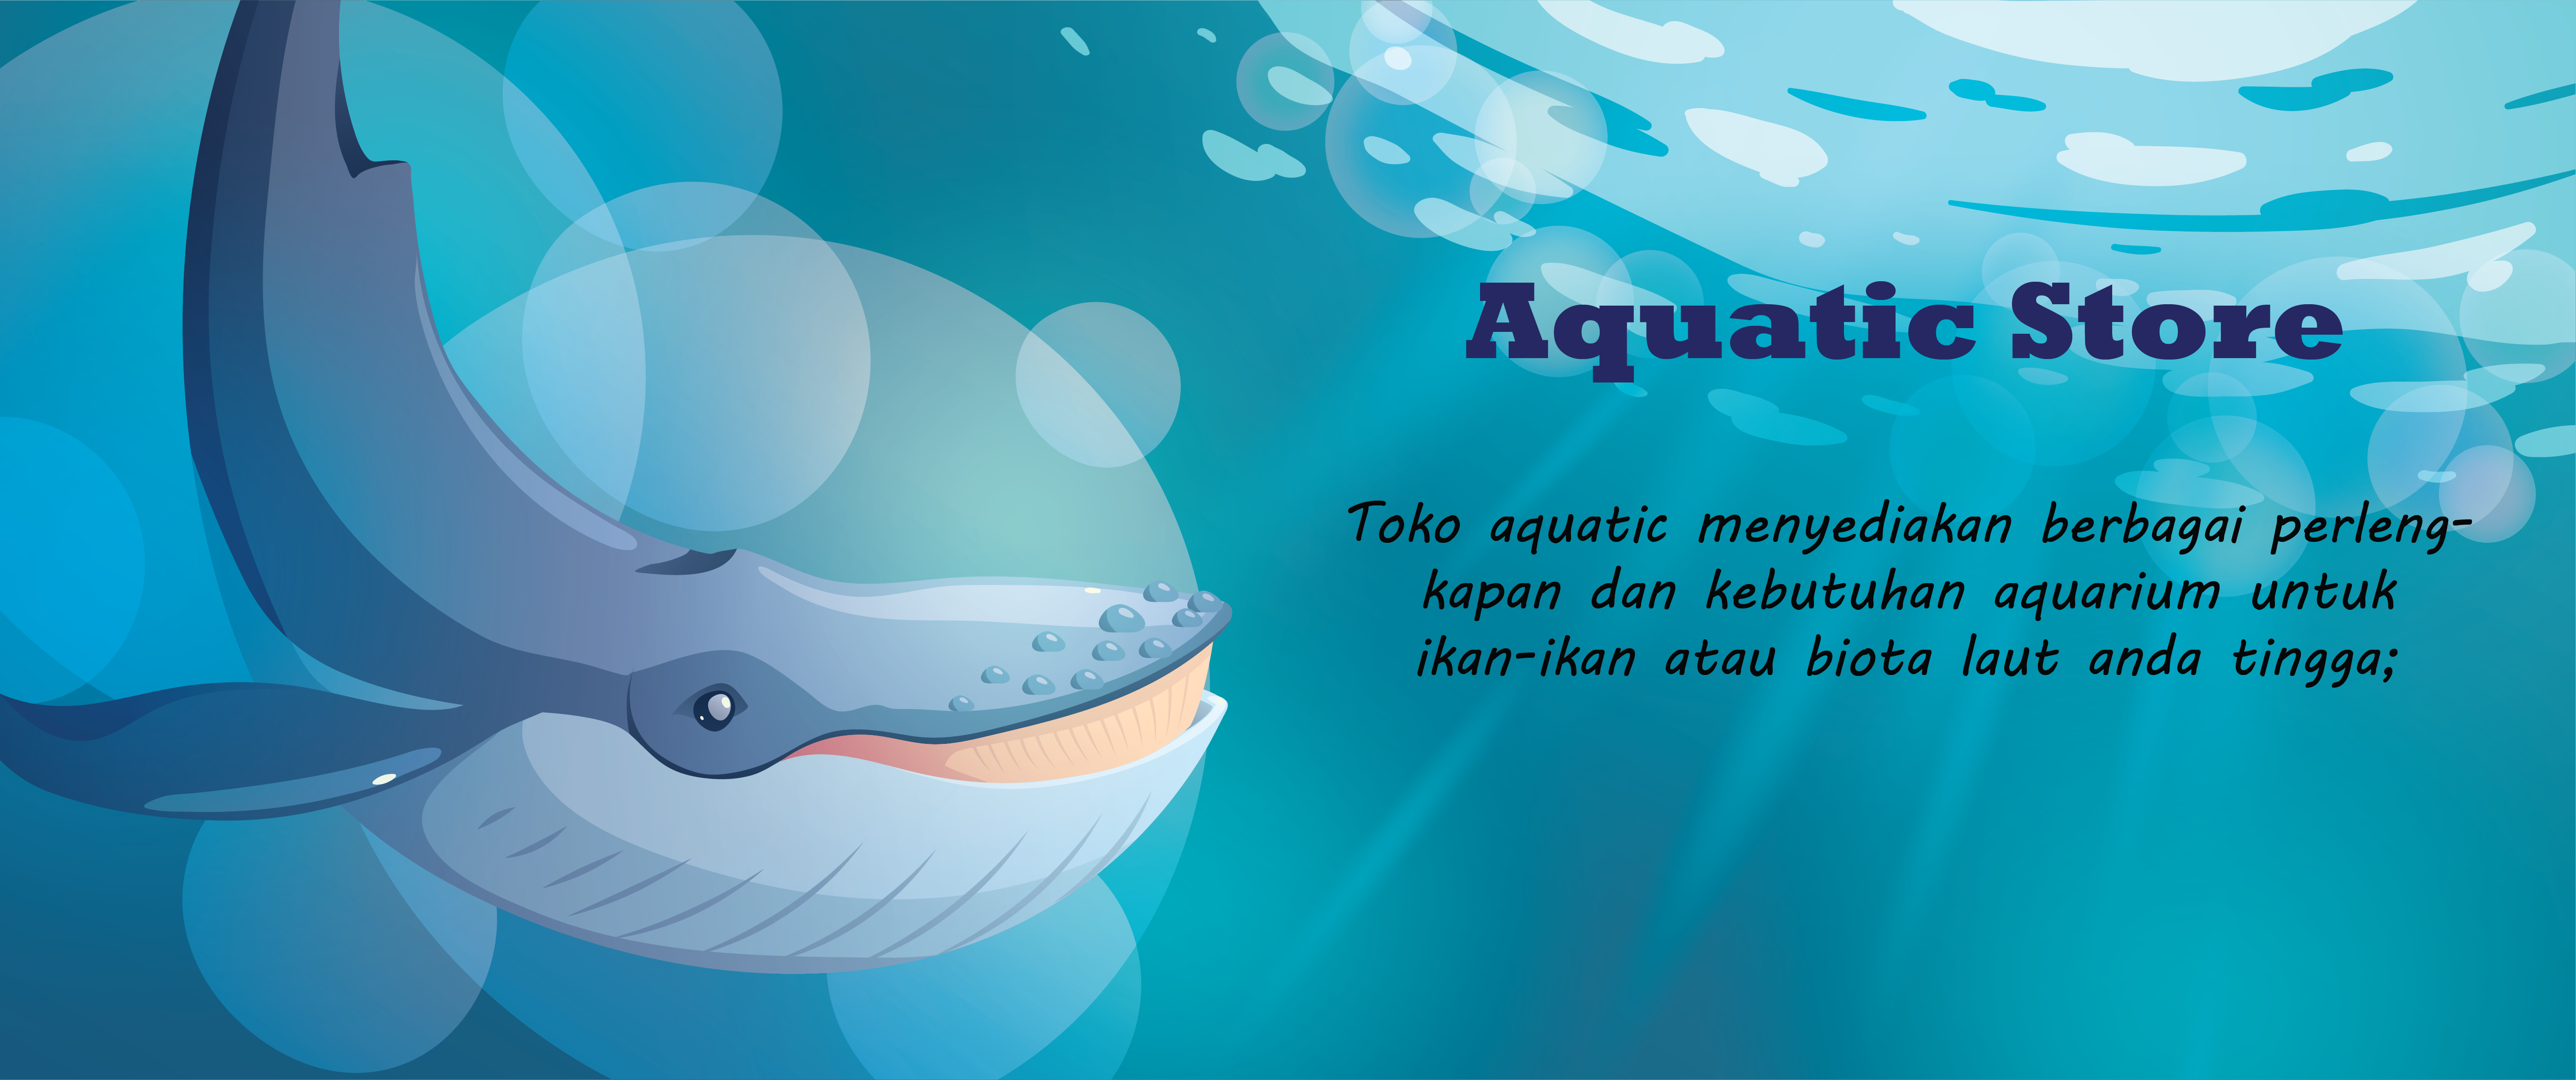 Aquatic Store
Toko aquatic menyediakan berbagai perleng-
kapan dan kebutuhan aquarium untuk
ikan-ikan atau biota laut anda tingga;